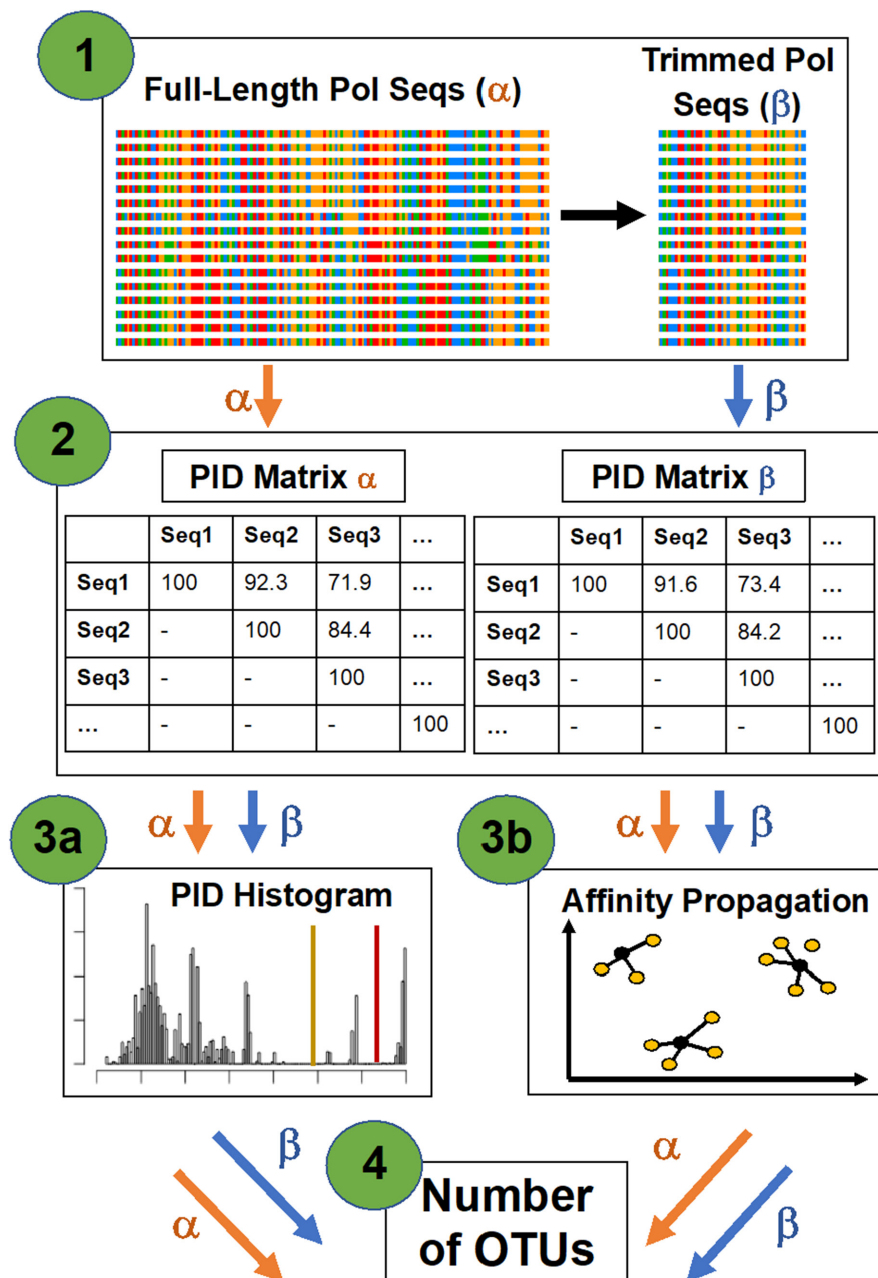 1
Full-Length Pol Seqs (α)
Trimmed Pol
Seqs (β)
α
β
2
PID Matrix α
Seq1 Seq2 Seq3 ...
Seq1 100 92.3 71.9 ...
Seq2 - 100 84.4 ...
Seq3 - - 100 ...
... - - - 100
PID Matrix β
Seq1 Seq2 Seq3 ...
Seq1 100 91.6 73.4 ...
Seq2 - 100 84.2 ...
Seq3 - - 100 ...
... - - - 100
α
β
α
β
3a
PID Histogram
3b
Affinity Propagation
α
β
4
Number
of OTUs
α
β